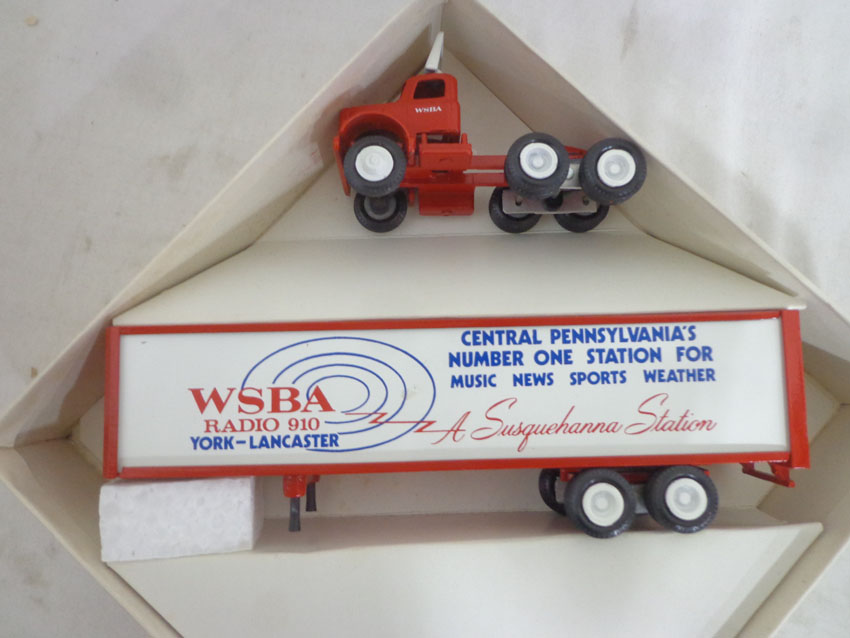 WSBA
WSBA
RADIO 910
YORK-LANCASTER
CENTRAL PENNSYLVANIA'S
NUMBER ONE STATION FOR
MUSIC NEWS SPORTS WEATHER
A Susquehanna Station